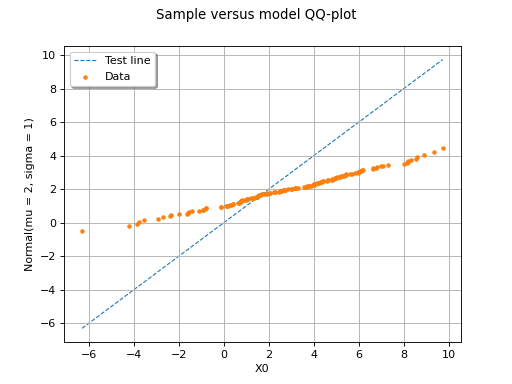 Sample versus model QQ-plot
Test line
Data
Normal(mu = 2, sigma = 1)
10
8
6
4
2
0
−2
−4
−6
−6 −4 −2 0 2 4 6 8 10
X0